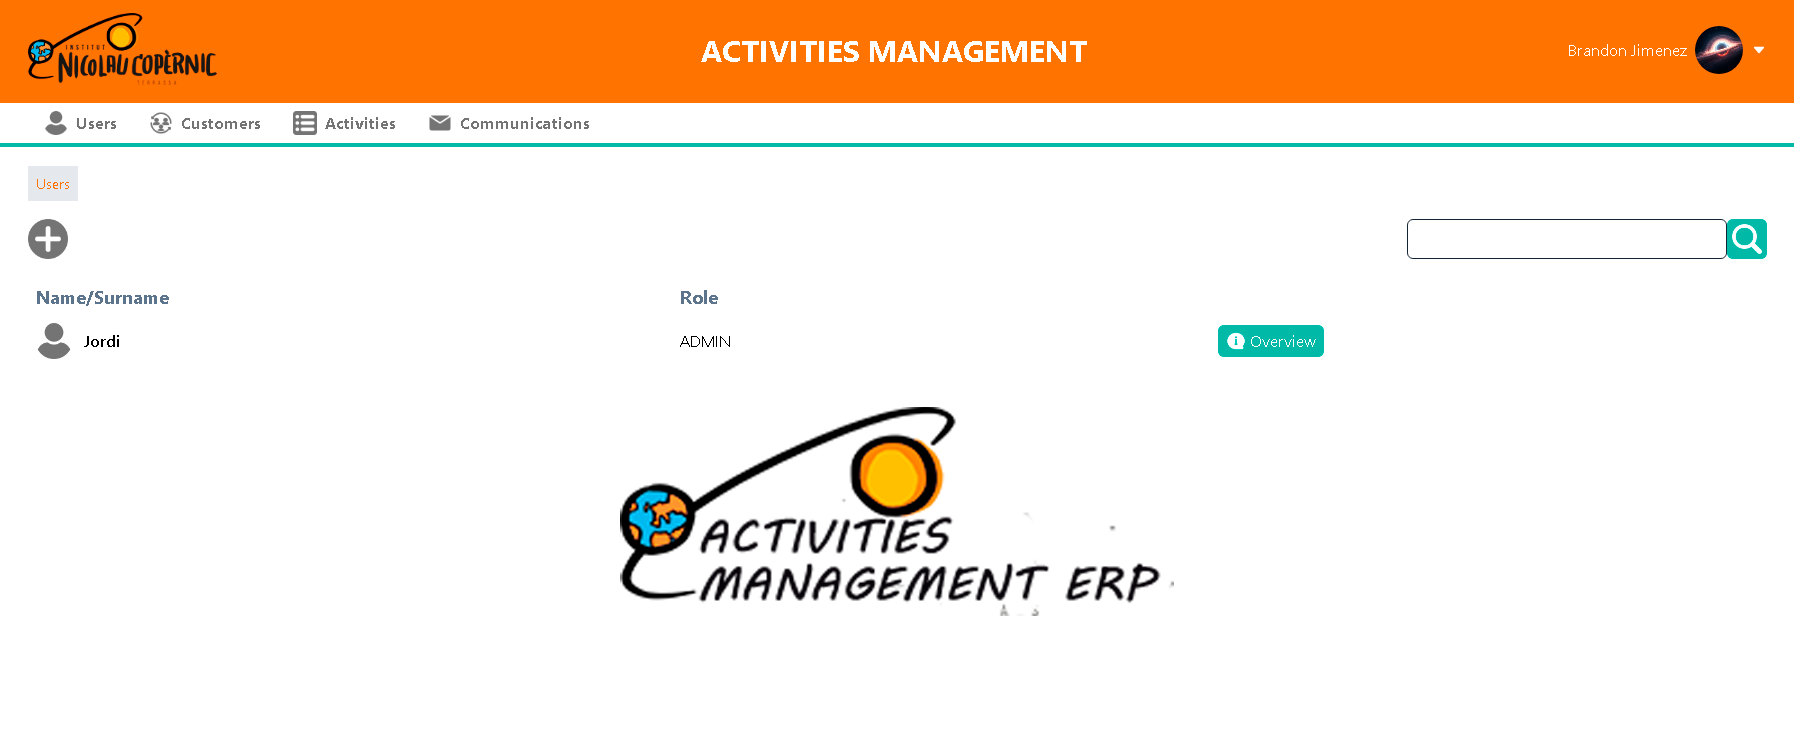 INSTITUT
NICOLAU COPÈRNIC
TERRASSA
ACTIVITIES MANAGEMENT
Brandon Jimenez
Users
Customers
Activities
Communications
Users
Name/Surname
Role
Jordi
ADMIN
Overview
ACTIVITIES
MANAGEMENT ERP